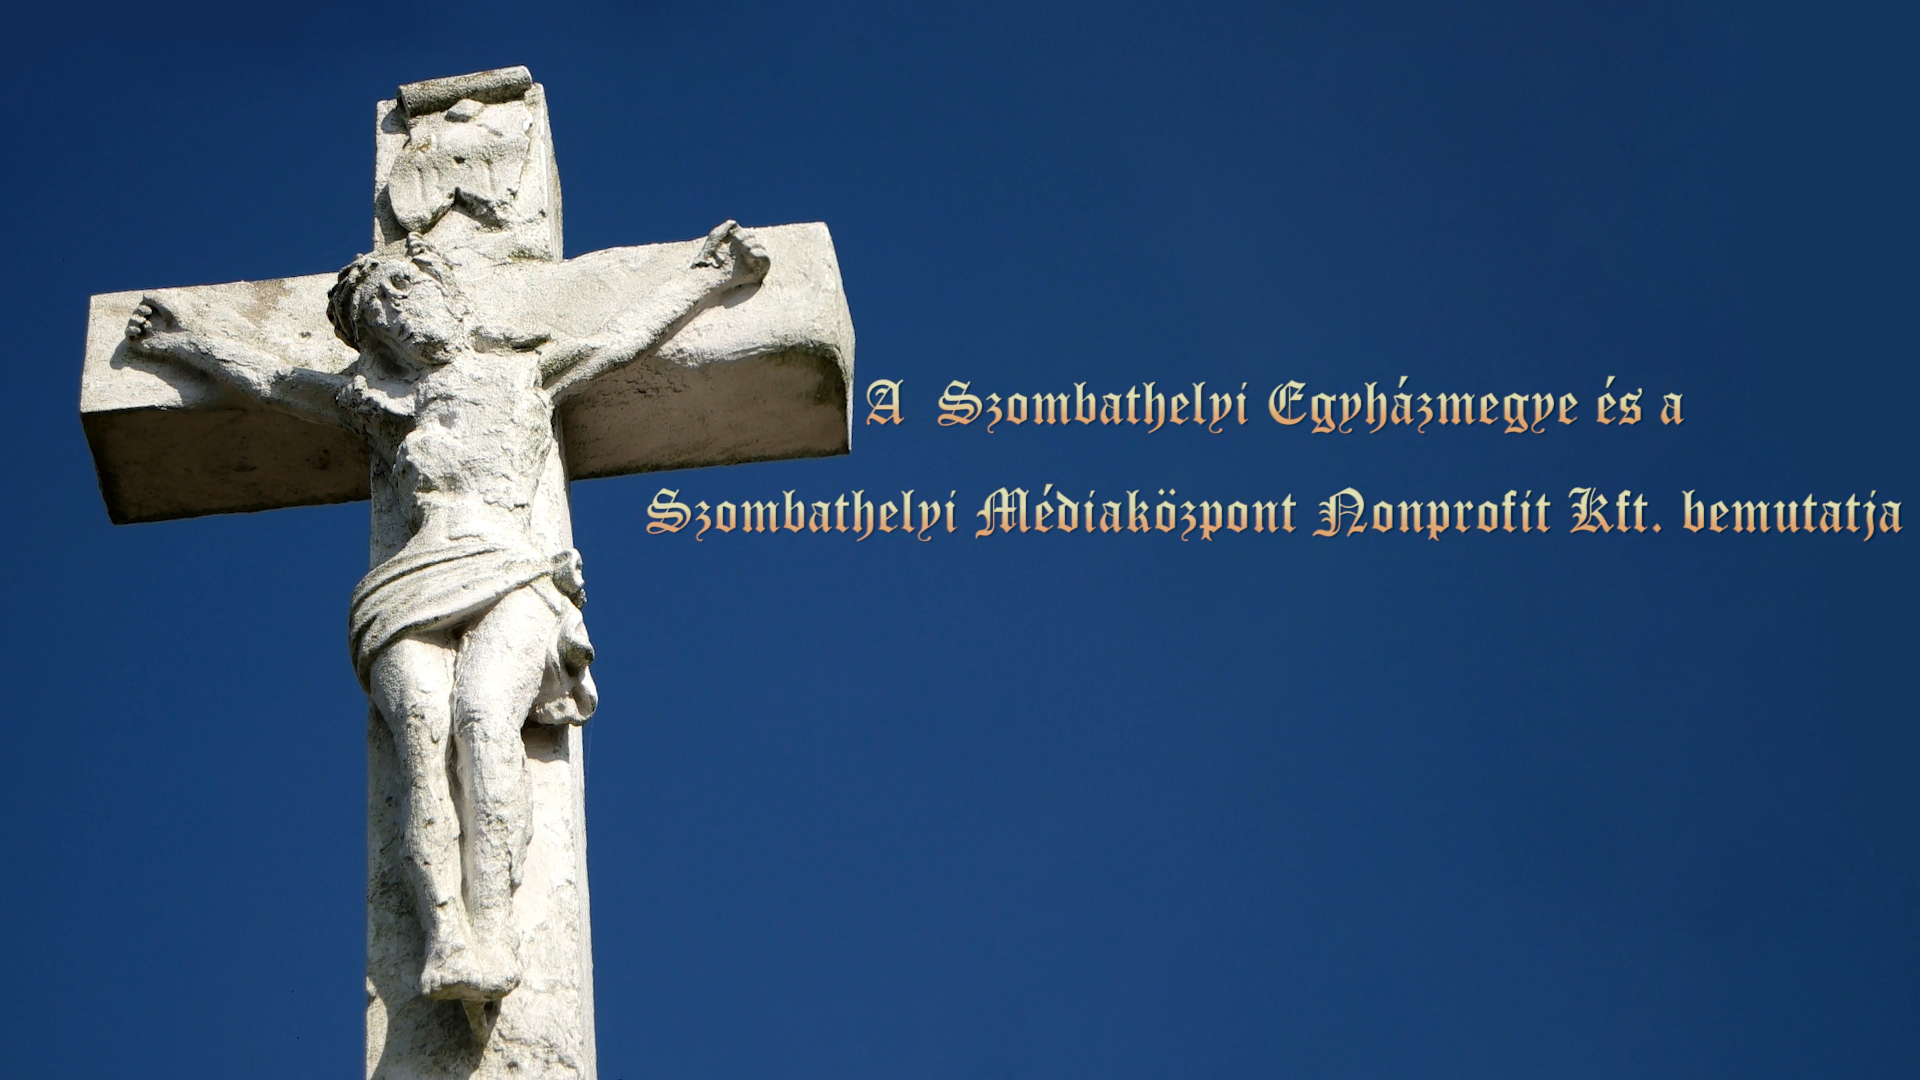 A Szombathelyi Egyházmegye és a
Szombathelyi Médiaközpont Nonprofit Kft. bemutatja